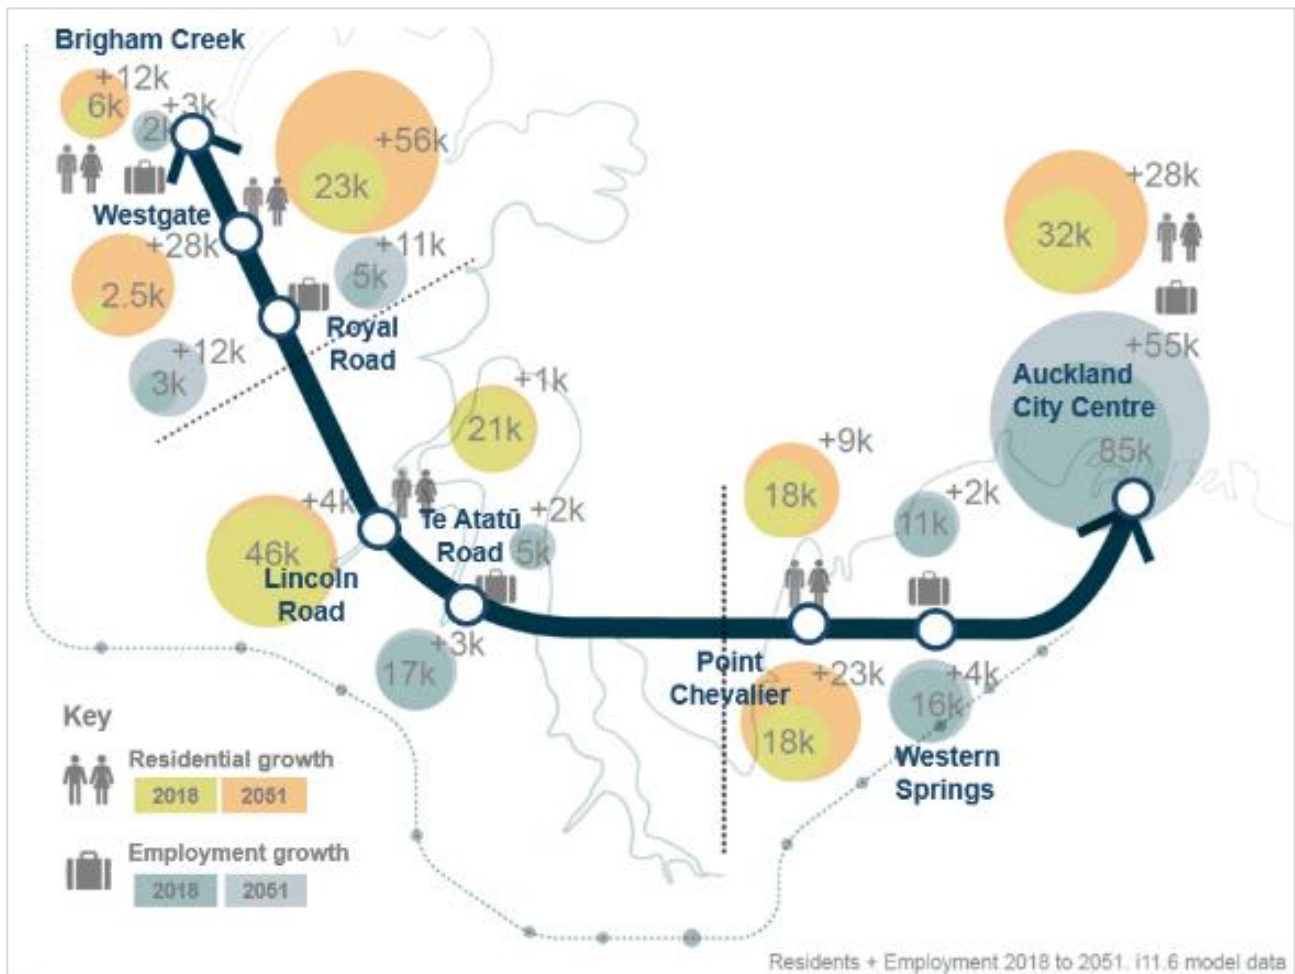 Brigham Creek
+12k
6k
+3k
2k
+56k
23k
Westgate
+28k
2.5k
+11k
5k
Royal
Road
+12k
3k
+28k
32k
+55k
Auckland
City Centre
85k
+1k
21k
+4k
46k
Lincoln
Road
Te Atatū
Road
+2k
5k
+3k
17k
+9k
18k
+2k
11k
Point
Chevalier
+23k
18k
+4k
16k
Western
Springs
Key
Residential growth
2018 2051
Employment growth
2018 2051
Residents + Employment 2018 to 2051. i11.6 model data